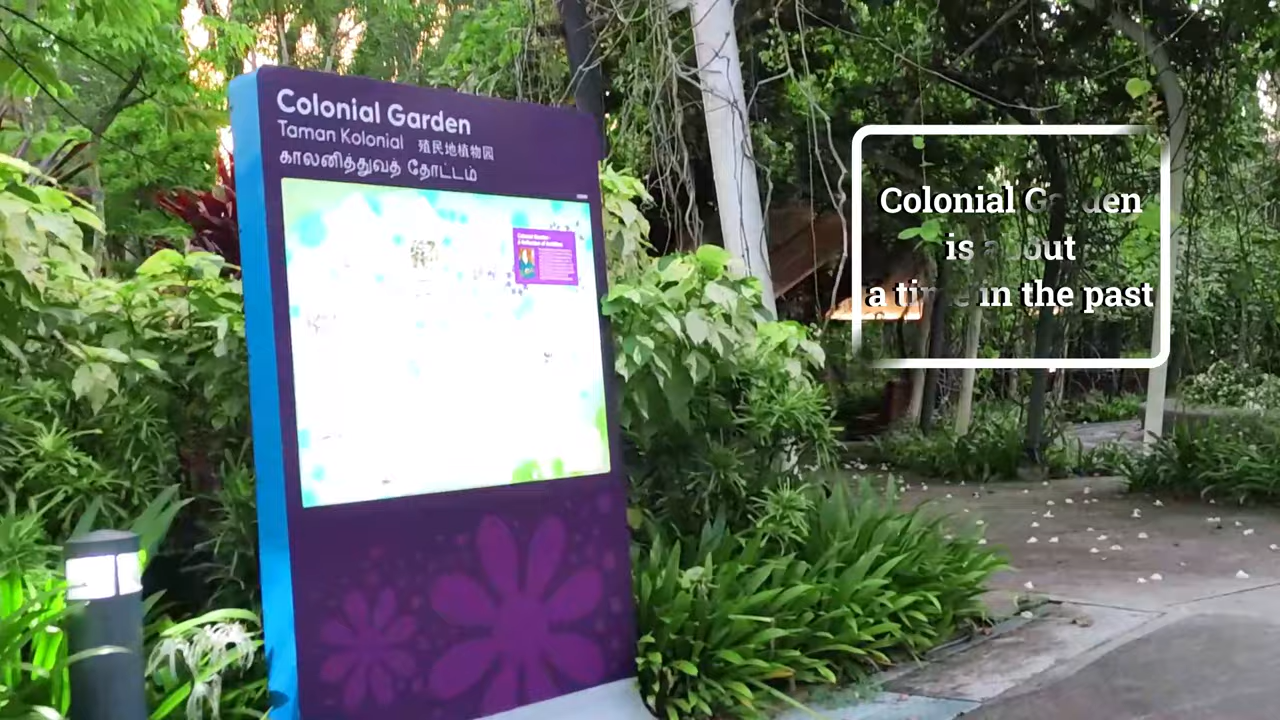 Colonial Garden
Taman Kolonial 殖民地植物园
காலனித்துவத் தோட்டம்
Colonial Garden
is about
a time in the past